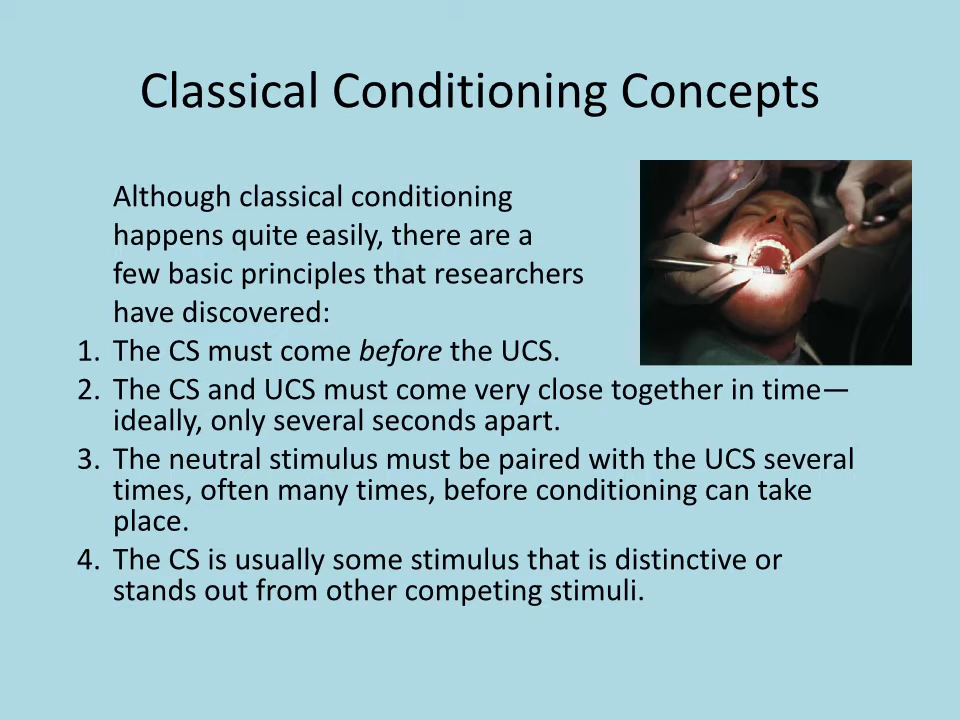 Classical Conditioning Concepts
Although classical conditioning
happens quite easily, there are a
few basic principles that researchers
have discovered:
1. The CS must come before the UCS.
2. The CS and UCS must come very close together in time—
ideally, only several seconds apart.
3. The neutral stimulus must be paired with the UCS several
times, often many times, before conditioning can take
place.
4. The CS is usually some stimulus that is distinctive or
stands out from other competing stimuli.